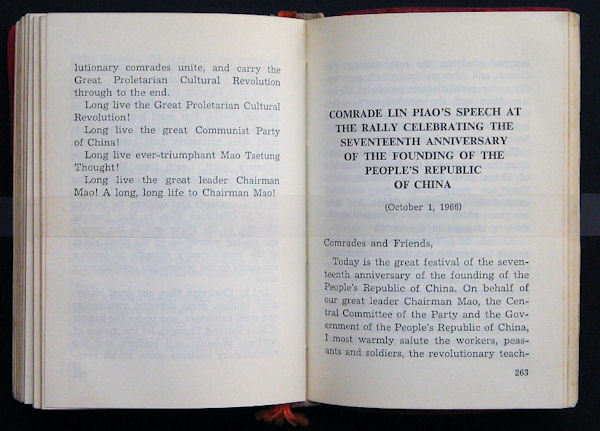 lutionary comrades unite, and carry the
Great Proletarian Cultural Revolution
through to the end.
Long live the Great Proletarian Cultural
Revolution!
Long live the great Communist Party
of China!
Long live ever-triumphant Mao Tsetung
Thought!
Long live the great leader Chairman
Mao! A long, long life to Chairman Mao!
COMRADE LIN PIAO'S SPEECH AT
THE RALLY CELEBRATING THE
SEVENTEENTH ANNIVERSARY
OF THE FOUNDING OF THE
PEOPLE'S REPUBLIC
OF CHINA
(October 1, 1966)
Comrades and Friends,
Today is the great festival of the seven-
teenth anniversary of the founding of the
People's Republic of China. On behalf of
our great leader Chairman Mao, the Cen-
tral Committee of the Party and the Gov-
ernment of the People's Republic of China,
I most warmly salute the workers, peas-
ants and soldiers, the revolutionary teach-
263